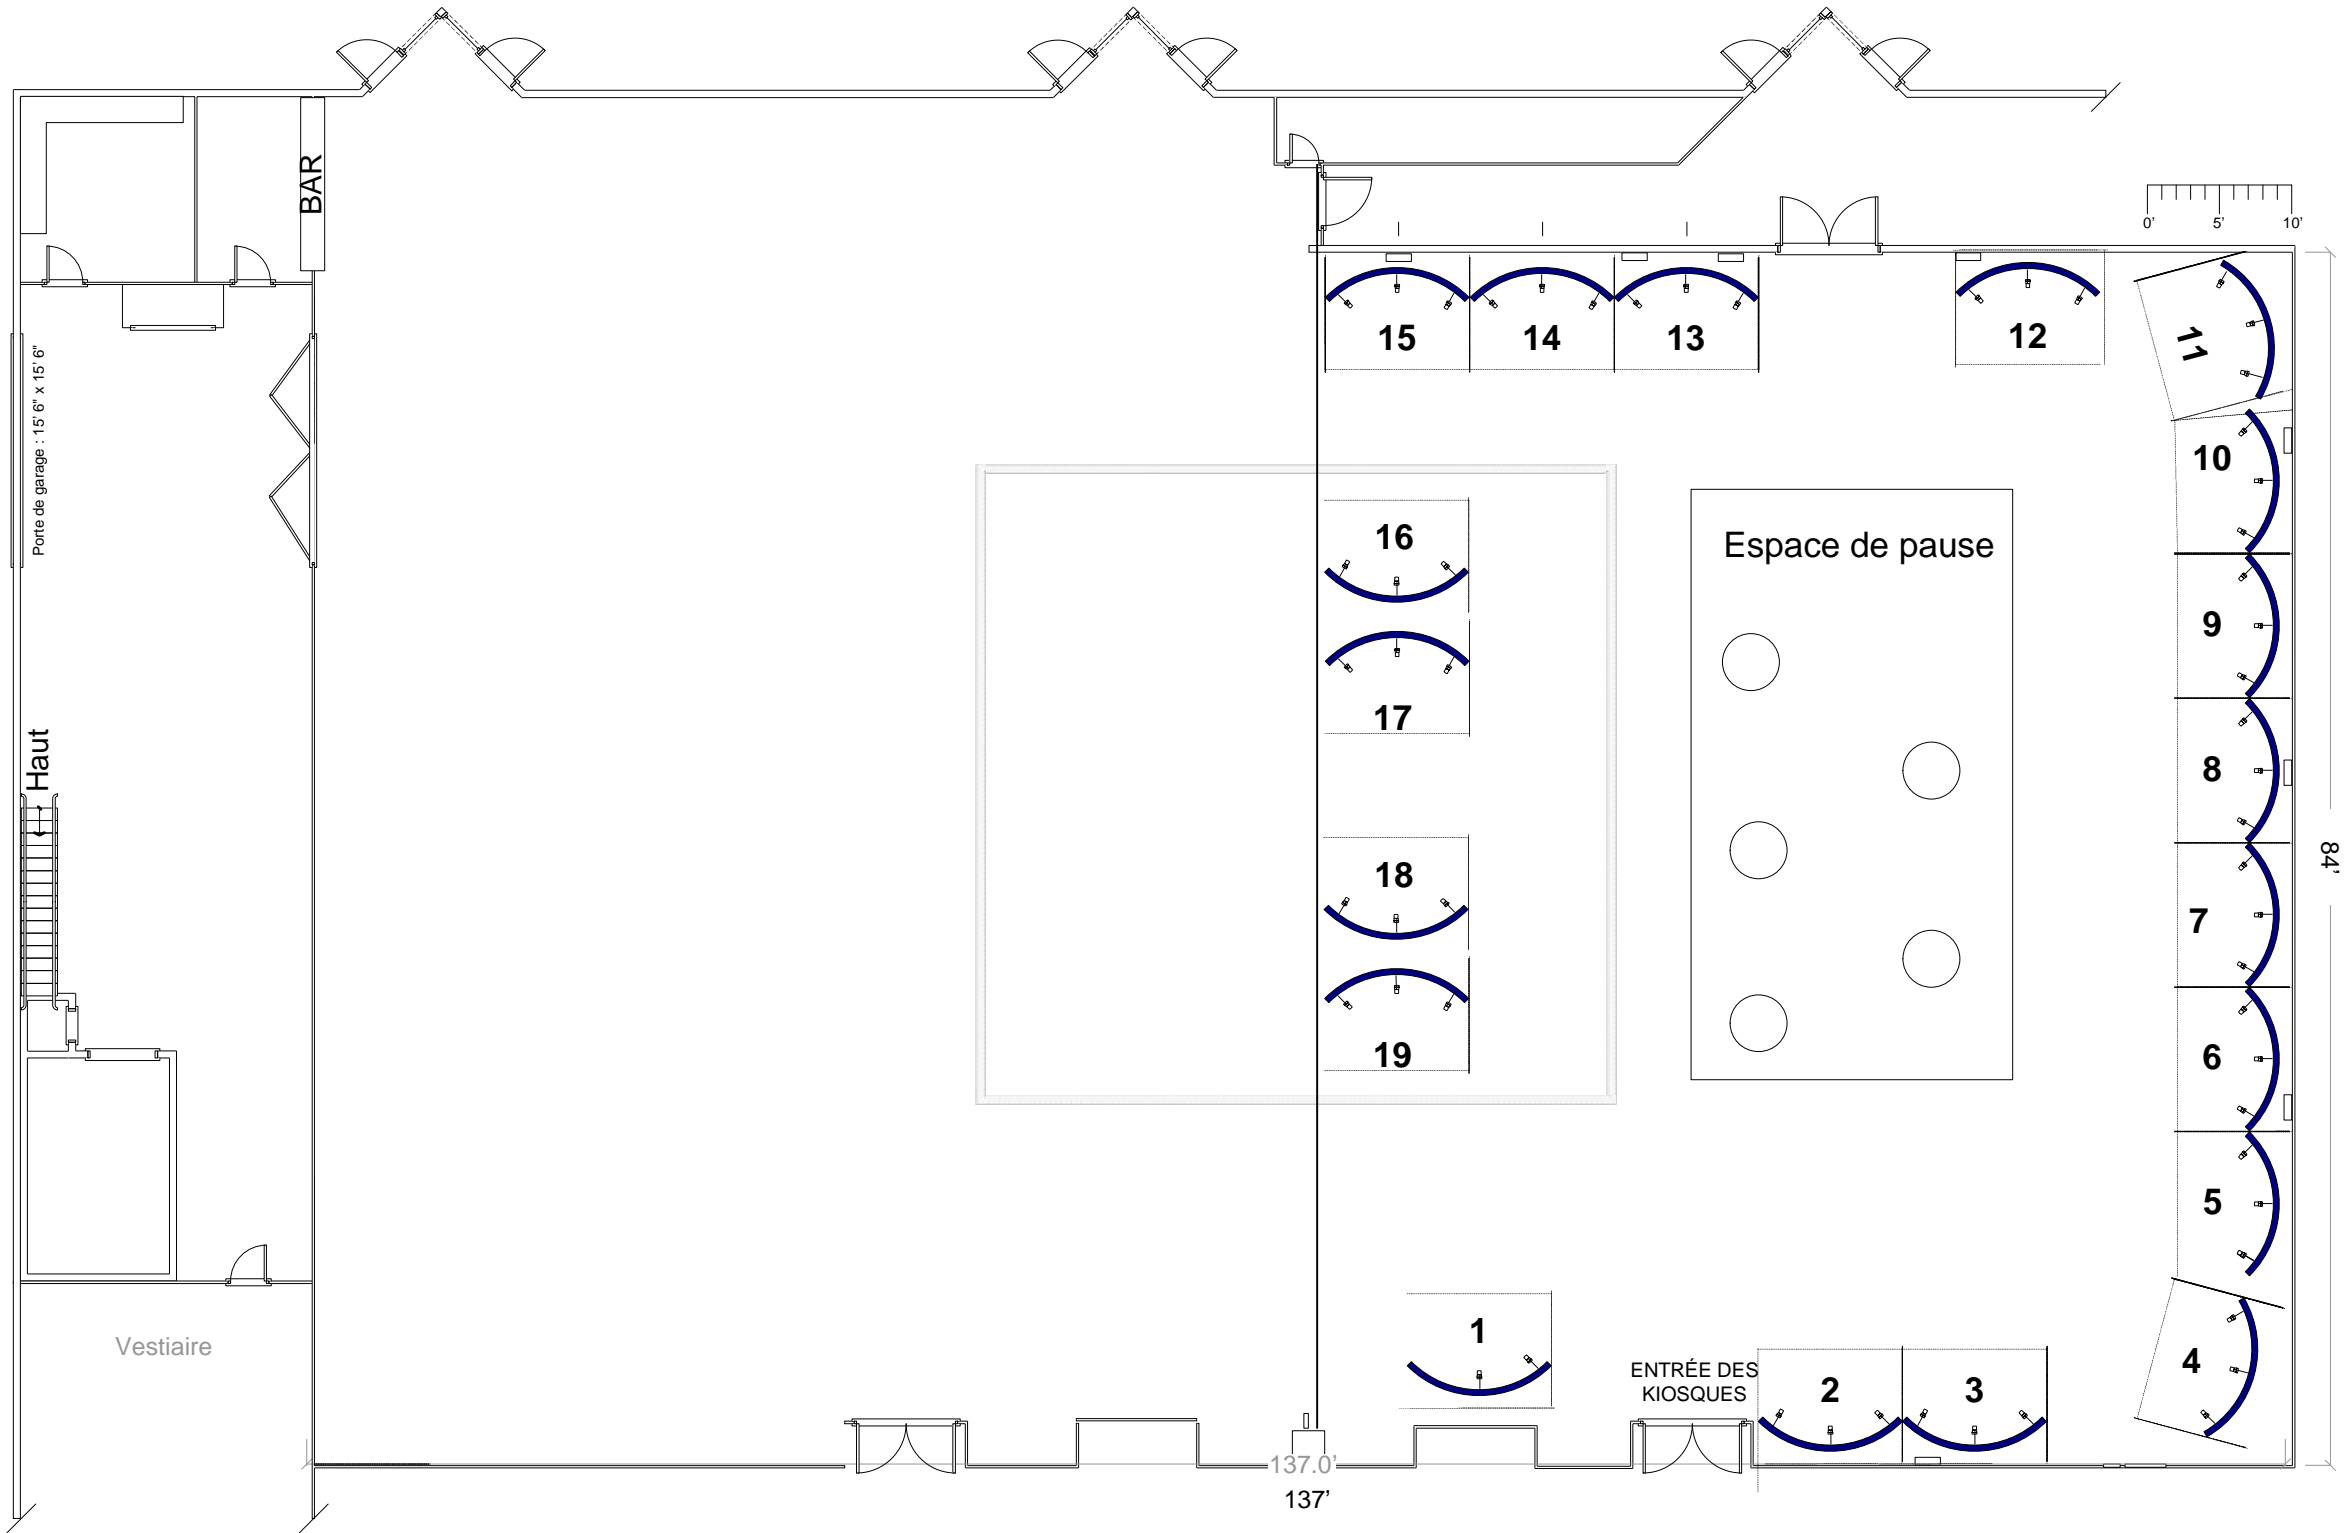 BAR
0' 5' 10'
15 14 13 12
11
Porte de garage : 15' 6" x 15' 6"
10
16
Espace de pause
9
17
Haut
8
84'
18
7
19
6
5
1
Vestiaire
ENTRÉE DES
KIOSQUES
2 3
4
137.0'
137'